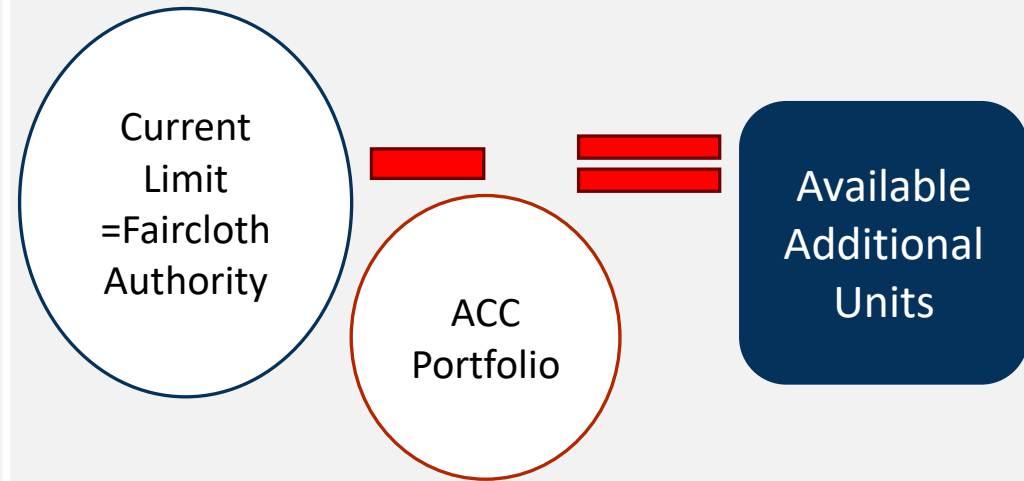 Current
Limit
=Faircloth
Authority
ACC
Portfolio
Available
Additional
Units